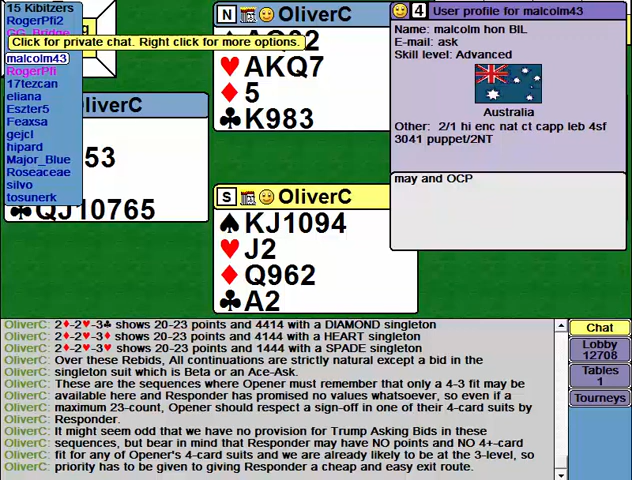 15 Kibitzers
RogerPfi2
GG_Bridge
Click for private chat. Right click for more options.
malcolm43
RogerPfi
17tezcan
eliana
Eszter5
Feaxsa
gejcl
hipard
Major_Blue
Roseaceae
silvo
tosunerk
liverC
53
♣QJ10765
N OliverC
♥AKQ7
♦5
♣K983
S OliverC
♠KJ1094
♥J2
♦Q962
♣A2
4 User profile for malcolm43
Name: malcolm hon BIL
E-mail: ask
Skill level: Advanced
Australia
Other: 2/1 hi enc nat ct capp leb 4sf
3041 puppet/2NT
may and OCP
OliverC: 2♦-2♥-3♣ shows 20-23 points and 4414 with a DIAMOND singleton
OliverC: 2♦-2♥-3♦ shows 20-23 points and 4144 with a HEART singleton
OliverC: 2♦-2♥-3♥ shows 20-23 points and 1444 with a SPADE singleton
OliverC: Over these Rebids, All continuations are strictly natural except a bid in the
OliverC: singleton suit which is Beta or an Ace-Ask.
OliverC: These are the sequences where Opener must remember that only a 4-3 fit may be
OliverC: available here and Responder has promised no values whatsoever, so even if a
OliverC: maximum 23-count, Opener should respect a sign-off in one of their 4-card suits by
OliverC: Responder.
OliverC: It might seem odd that we have no provision for Trump Asking Bids in these
OliverC: sequences, but bear in mind that Responder may have NO points and NO 4+-card
OliverC: fit for any of Opener's 4-card suits and we are already likely to be at the 3-level, so
OliverC: priority has to be given to giving Responder a cheap and easy exit route.
Chat
Lobby
12708
Tables
1
Tourneys